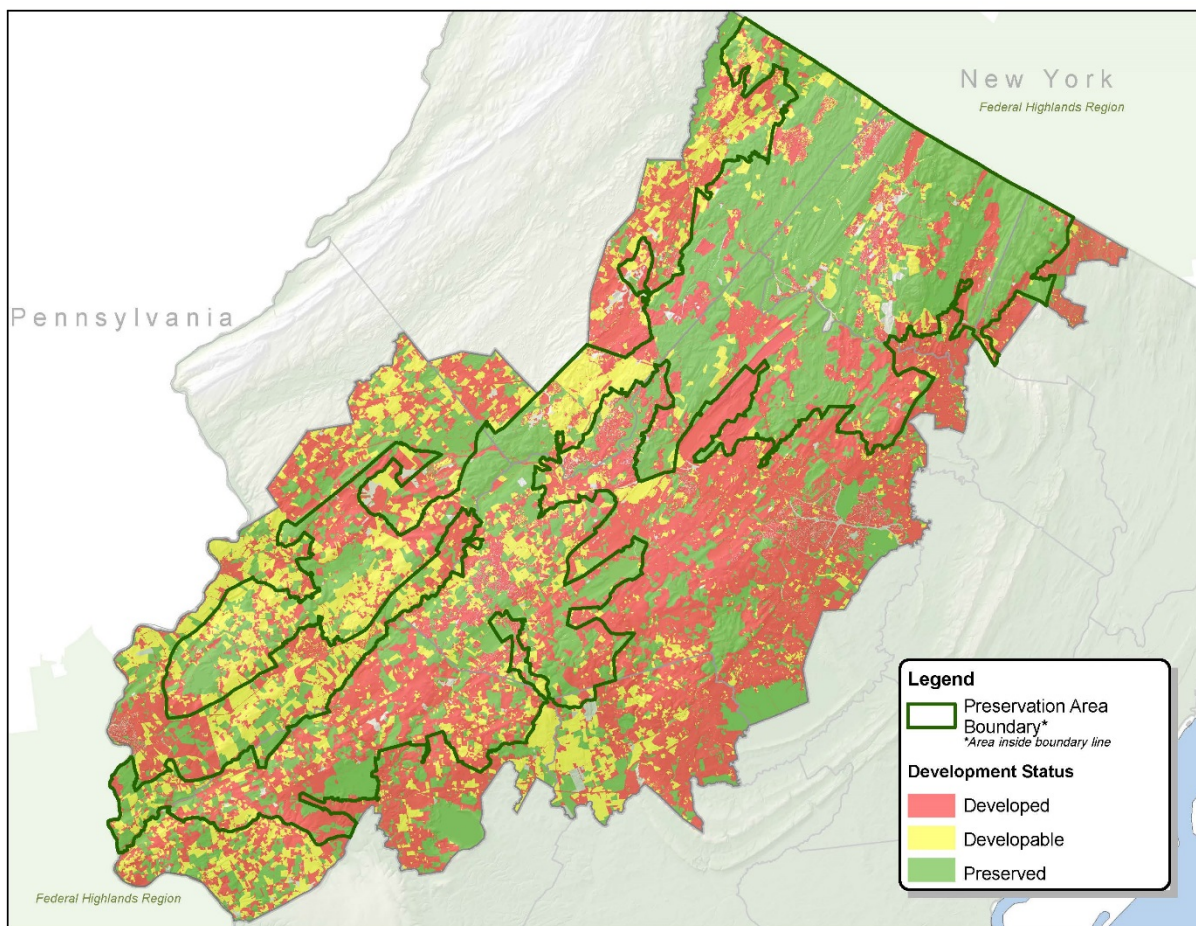 New York
Federal Highlands Region
Pennsylvania
Legend
Preservation Area
Boundary*
*Area inside boundary line
Development Status
Developed
Developable
Preserved
Federal Highlands Region